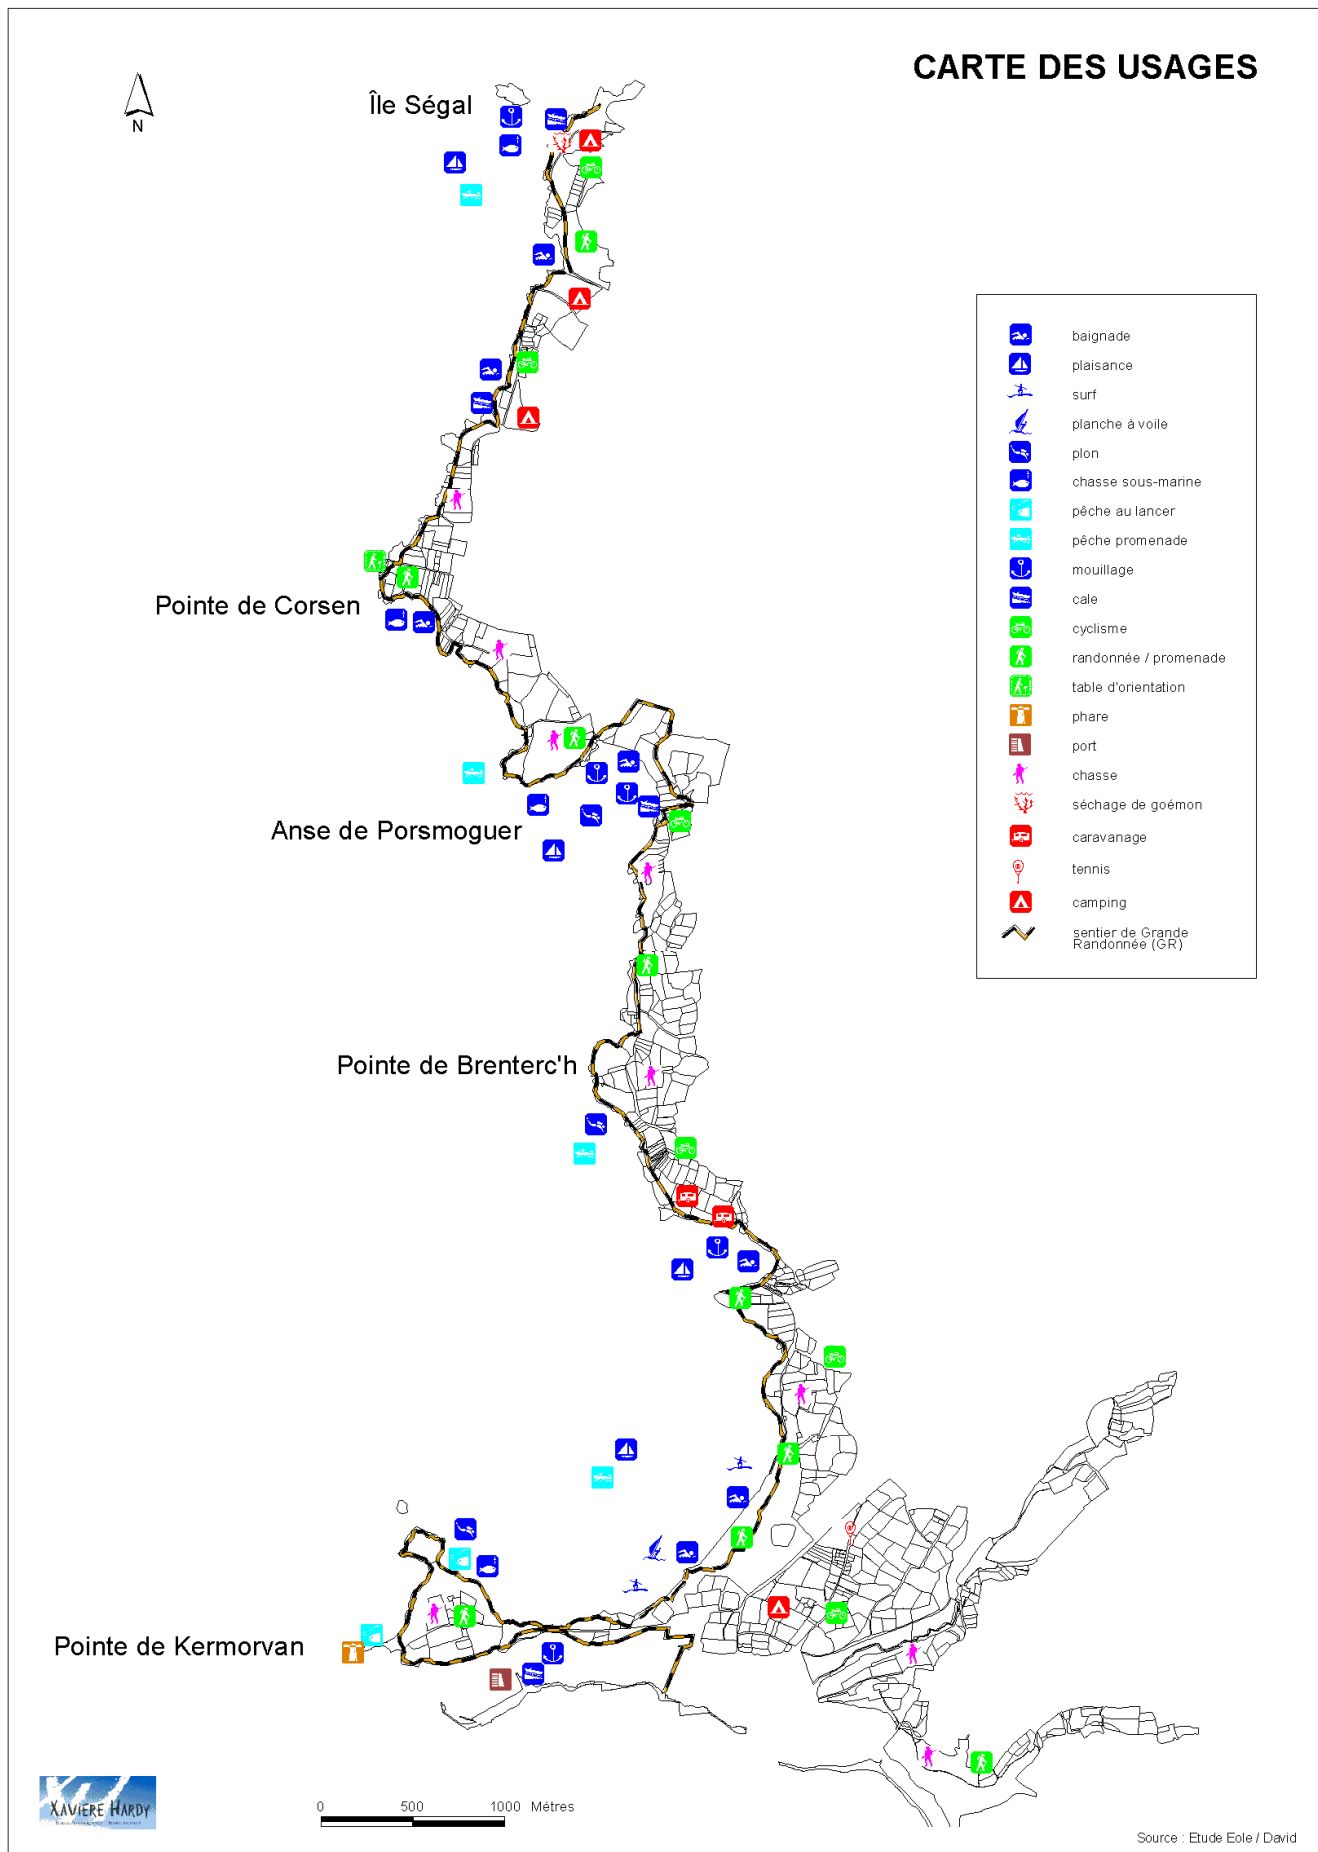 CARTE DES USAGES
Île Ségal
N
baignade
plaisance
surf
planche à voile
plon
chasse sous-marine
pêche au lancer
pêche promenade
mouillage
cale
cyclisme
randonnée / promenade
table d'orientation
phare
port
chasse
séchage de goémon
caravanage
tennis
camping
sentier de Grande
Randonnée (GR)
Pointe de Corsen
Anse de Porsmoguer
Pointe de Brenterc'h
Pointe de Kermorvan
XAVIERE HARDY
0 500 1000 Mètres
Source : Etude Eole / David